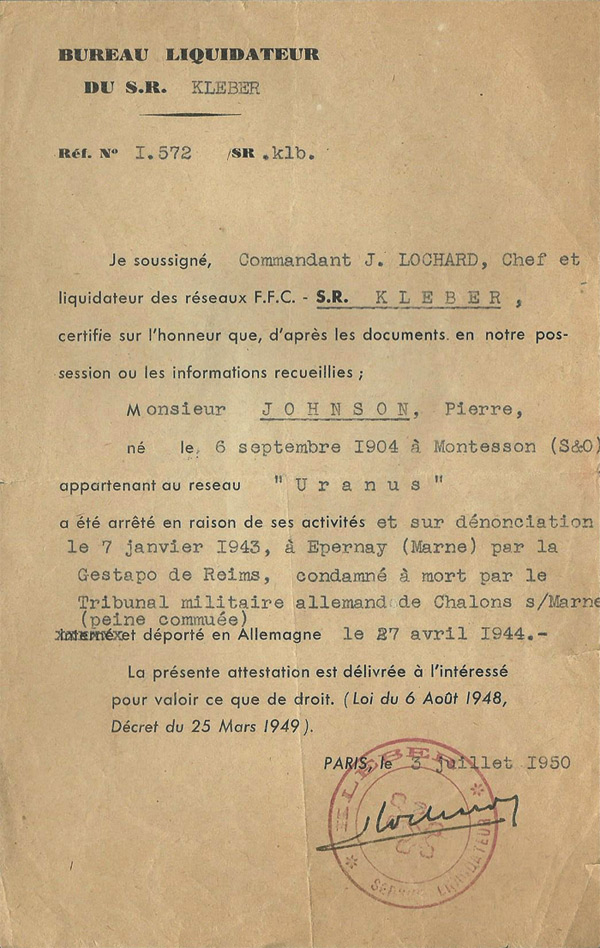 BUREAU LIQUIDATEUR
DU S.R. KLEBER
Réf. Nº I.572 /SR .klb.
Je soussigné, Commandant J. LOCHARD, Chef et
liquidateur des réseaux F.F.C. - S.R. K L E B E R ,
certifie sur l'honneur que, d'après les documents en notre pos-
session ou les informations recueillies ;
Monsieur J O H N S O N, Pierre,
né le, 6 septembre 1904 à Montesson (S&O)
appartenant au reseau " U r a n u s "
a été arrêté en raison de ses activités et sur dénonciation
le 7 janvier 1943, à Epernay (Marne) par la
Gestapo de Reims, condamné à mort par le
Tribunal militaire allemand de Chalons s/Marne
(peine commuée)
et déporté en Allemagne le 27 avril 1944.-
La présente attestation est délivrée à l'intéressé
pour valoir ce que de droit. (Loi du 6 Août 1948,
Décret du 25 Mars 1949).
PARIS, le 3 juillet 1950
KLEBER
SERVICE LIQUIDATEUR